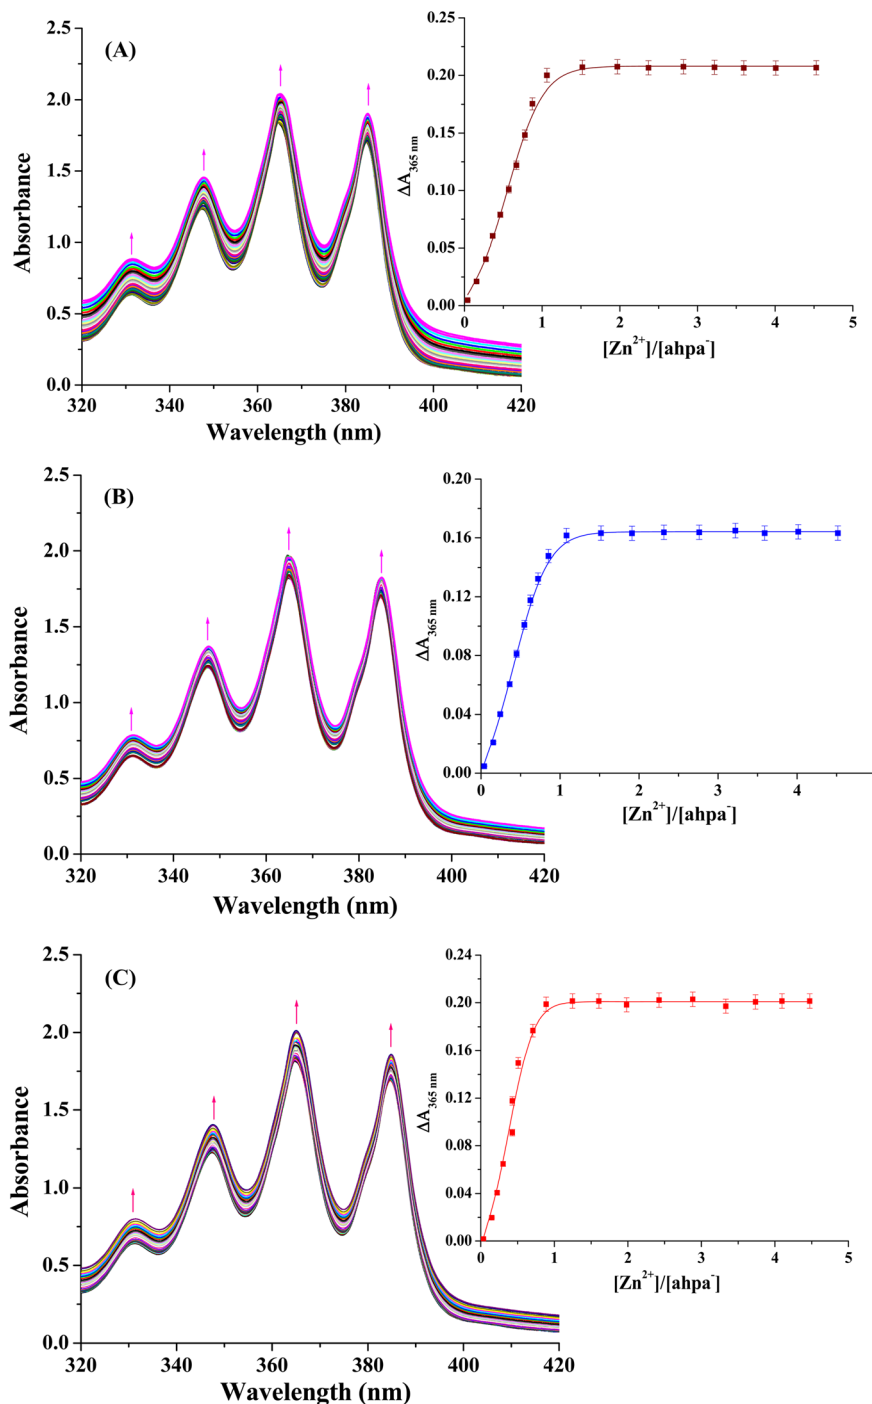 (A)
2.5
2.0
1.5
1.0
0.5
0.0
Absorbance
320 340 360 380 400 420
Wavelength (nm)
0.20
0.15
0.10
0.05
0.00
ΔA365 nm
0 1 2 3 4 5
[Zn2+]/[ahpa-]
(B)
2.5
2.0
1.5
1.0
0.5
0.0
Absorbance
320 340 360 380 400 420
Wavelength (nm)
0.20
0.16
0.12
0.08
0.04
0.00
ΔA365 nm
0 1 2 3 4
[Zn2+]/[ahpa-]
(C)
2.5
2.0
1.5
1.0
0.5
0.0
Absorbance
320 340 360 380 400 420
Wavelength (nm)
0.24
0.20
0.16
0.12
0.08
0.04
0.00
ΔA365 nm
0 1 2 3 4 5
[Zn2+]/[ahpa-]